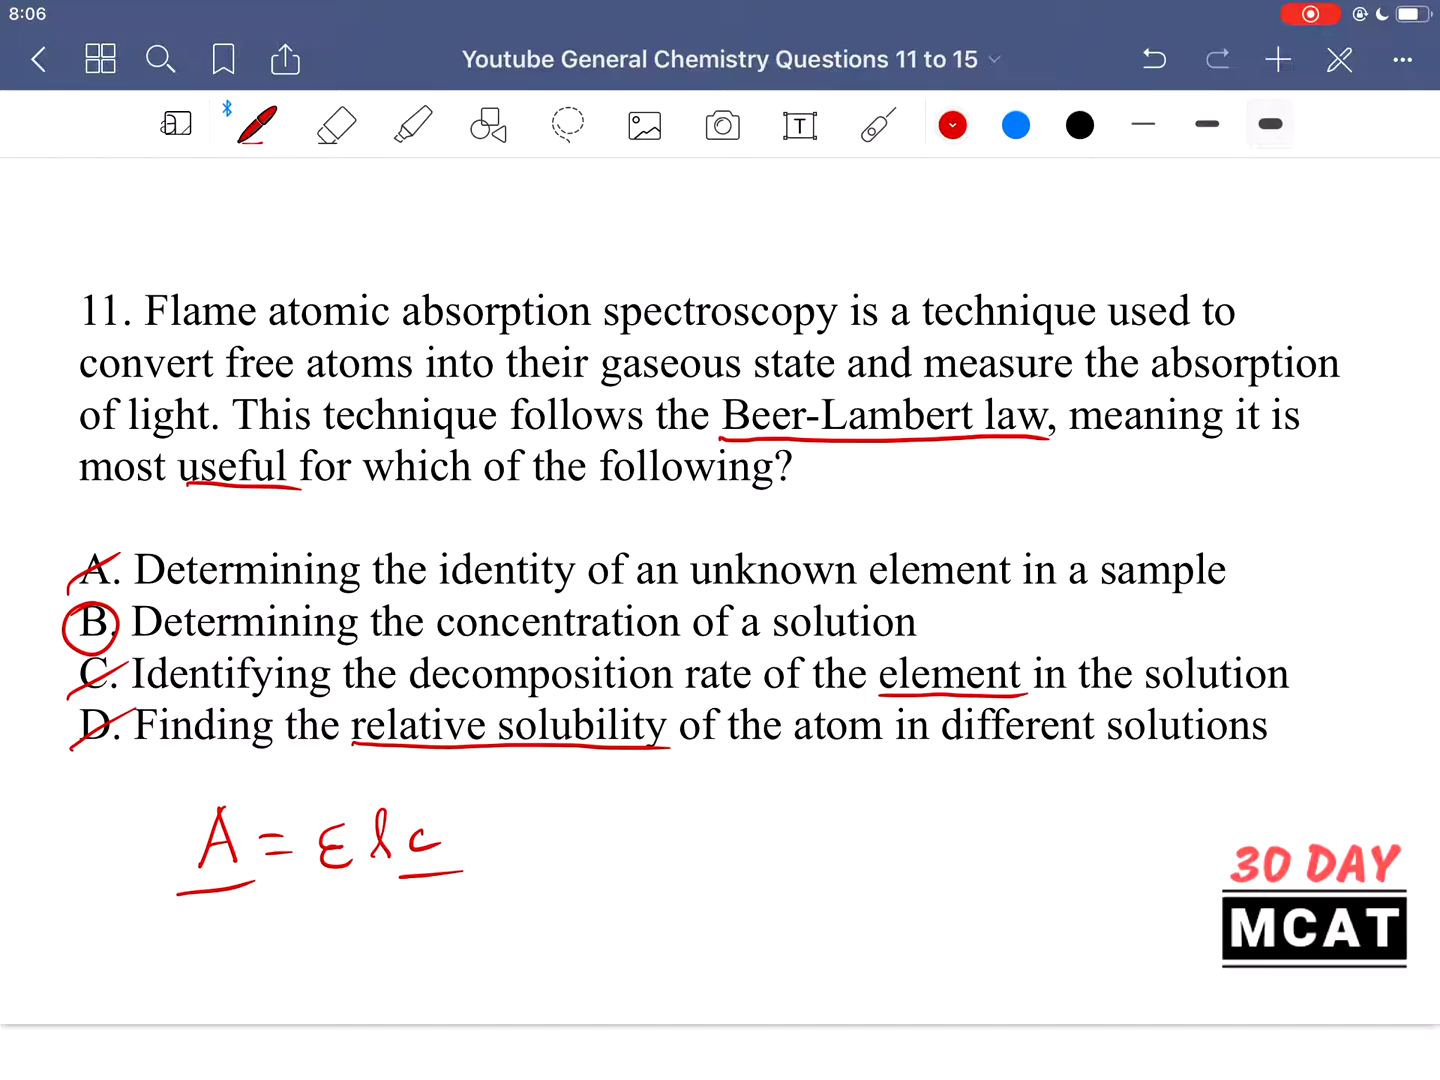 8:06
Youtube General Chemistry Questions 11 to 15
a
T
11. Flame atomic absorption spectroscopy is a technique used to
convert free atoms into their gaseous state and measure the absorption
of light. This technique follows the Beer-Lambert law, meaning it is
most useful for which of the following?
A. Determining the identity of an unknown element in a sample
B. Determining the concentration of a solution
C. Identifying the decomposition rate of the element in the solution
D. Finding the relative solubility of the atom in different solutions
A = ε l c
30 DAY
MCAT